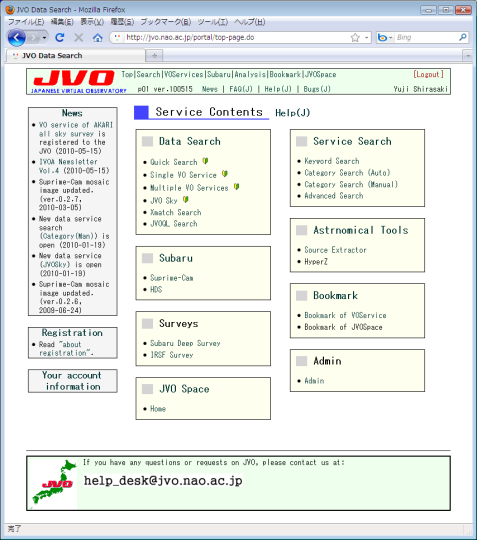 JVO Data Search - Mozilla Firefox
ファイル(F) 編集(E) 表示(V) 履歴(S) ブックマーク(B) ツール(T) ヘルプ(H)
http://jvo.nao.ac.jp/portal/top-page.do
Bing
JVO Data Search
JVO
JAPANESE VIRTUAL OBSERVATORY
Top|Search|VOServices|Subaru|Analysis|Bookmark|JVOSpace
[Logout]
p01 ver.100515 News | FAQ(J) | Help(J) | Bugs(J)
Yuji Shirasaki
News
• VO service of AKARI
all sky survey is
registered to the
JVO (2010-05-15)
• IVOA Newsletter
Vol.4 (2010-05-15)
• Suprime-Cam mosaic
image updated.
(ver.0.2.7,
2010-03-05)
• New data service
search
(Category(Man)) is
open (2010-01-19)
• New data service
(JVOSky) is open
(2010-01-19)
• Suprime-Cam mosaic
image updated.
(ver.0.2.6,
2009-06-24)
Registration
• Read "about
registration".
Your account
information
Service Contents Help(J)
Data Search
• Quick Search
• Single VO Service
• Multiple VO Services
• JVO Sky
• Xmatch Search
• JVOQL Search
Subaru
• Suprime-Cam
• HDS
Surveys
• Subaru Deep Survey
• IRSF Survey
JVO Space
• Home
Service Search
• Keyword Search
• Category Search (Auto)
• Category Search (Manual)
• Advanced Search
Astrnomical Tools
• Source Extractor
• HyperZ
Bookmark
• Bookmark of VOService
• Bookmark of JVOSpace
Admin
• Admin
JVO
If you have any questions or requests on JVO, please contact us at:
help_desk@jvo.nao.ac.jp
完了